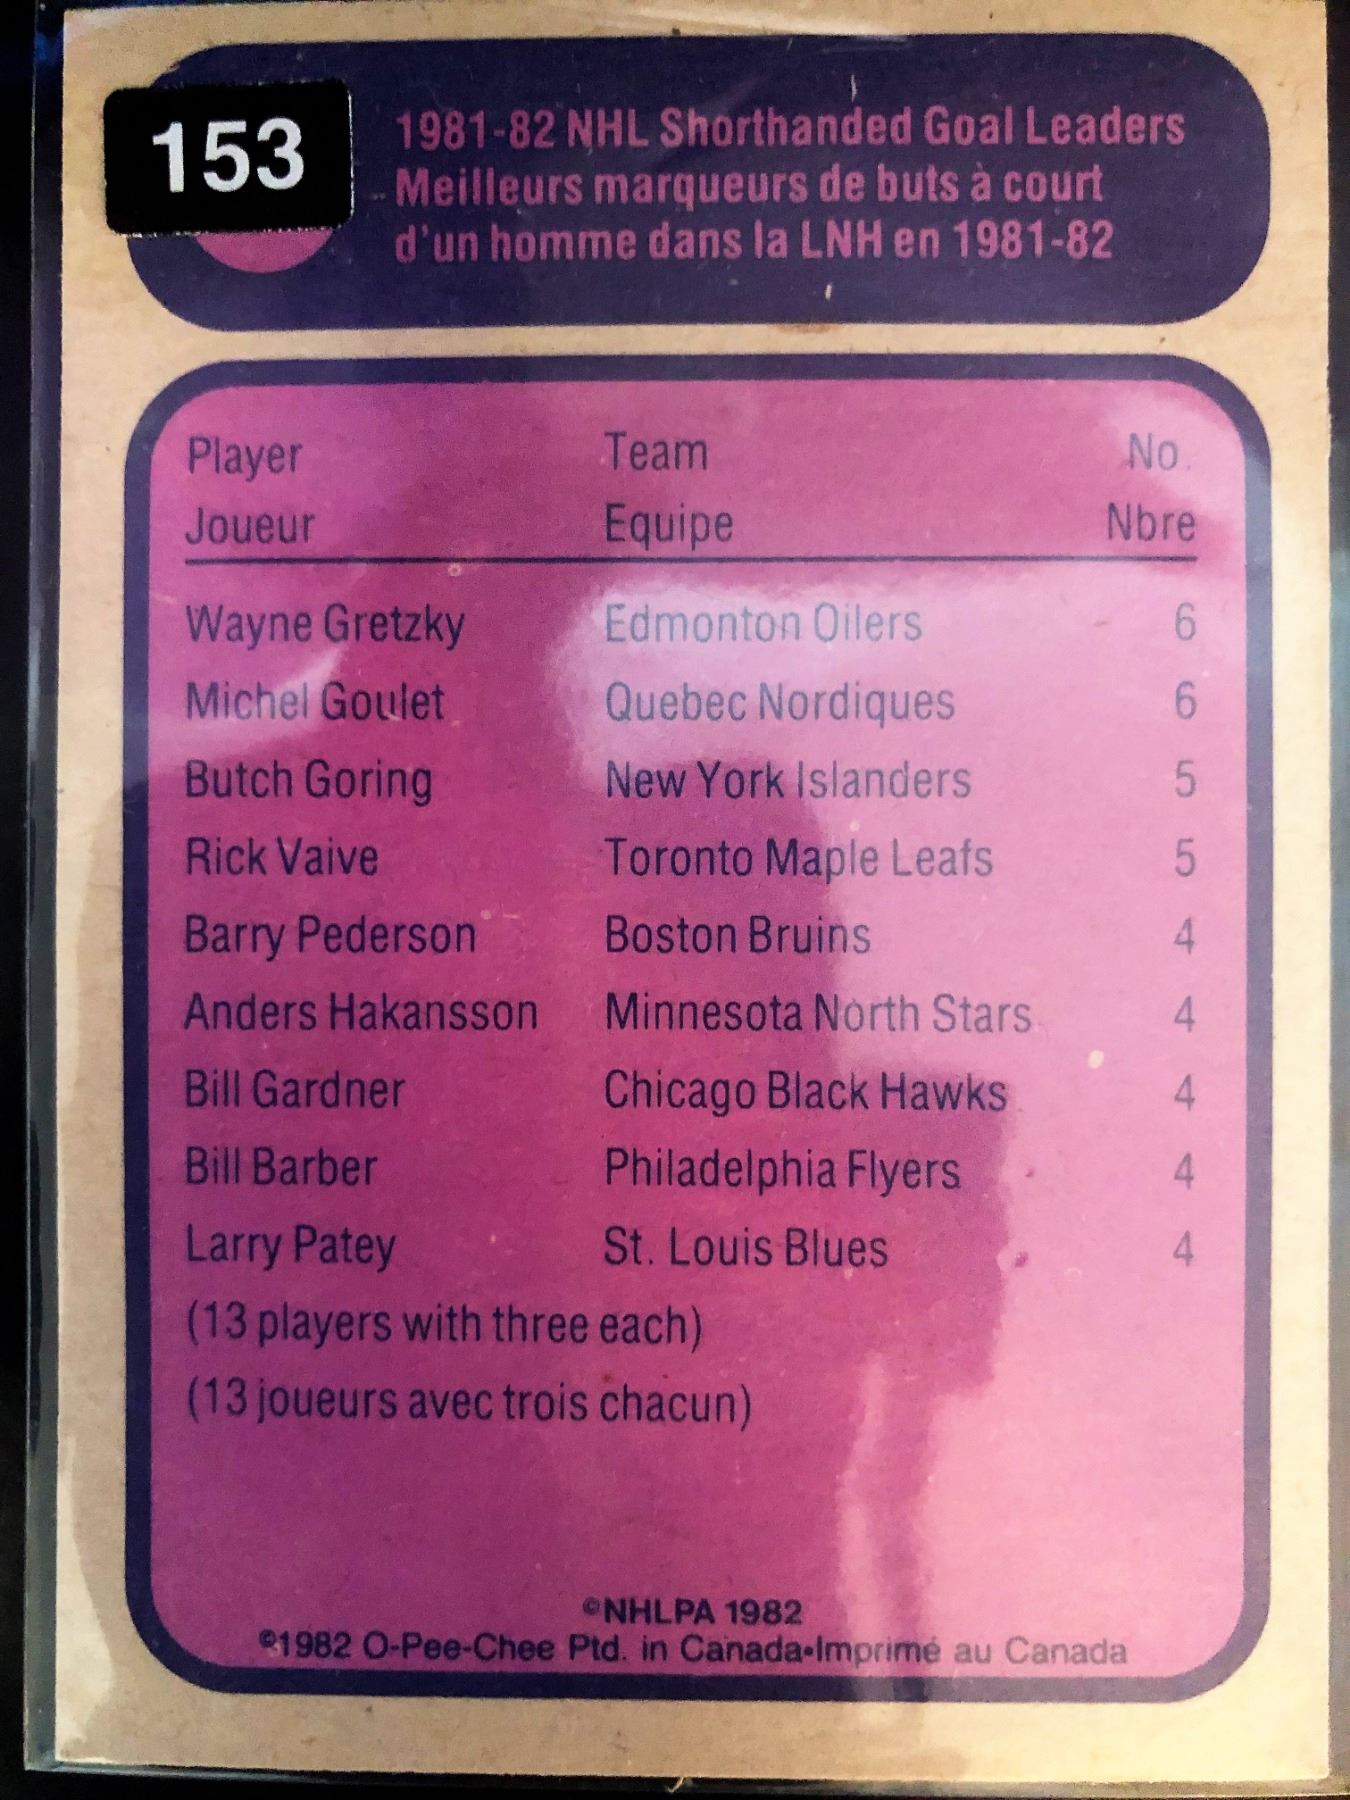 153
1981-82 NHL Shorthanded Goal Leaders
Meilleurs marqueurs de buts à court
d'un homme dans la LNH en 1981-82
Player Team No.
Joueur Equipe Nbre
Wayne Gretzky Edmonton Oilers 6
Michel Goulet Quebec Nordiques 6
Butch Goring New York Islanders 5
Rick Vaive Toronto Maple Leafs 5
Barry Pederson Boston Bruins 4
Anders Hakansson Minnesota North Stars 4
Bill Gardner Chicago Black Hawks 4
Bill Barber Philadelphia Flyers 4
Larry Patey St. Louis Blues 4
(13 players with three each)
(13 joueurs avec trois chacun)
©NHLPA 1982
©1982 O-Pee-Chee Ptd. in Canada•Imprimé au Canada